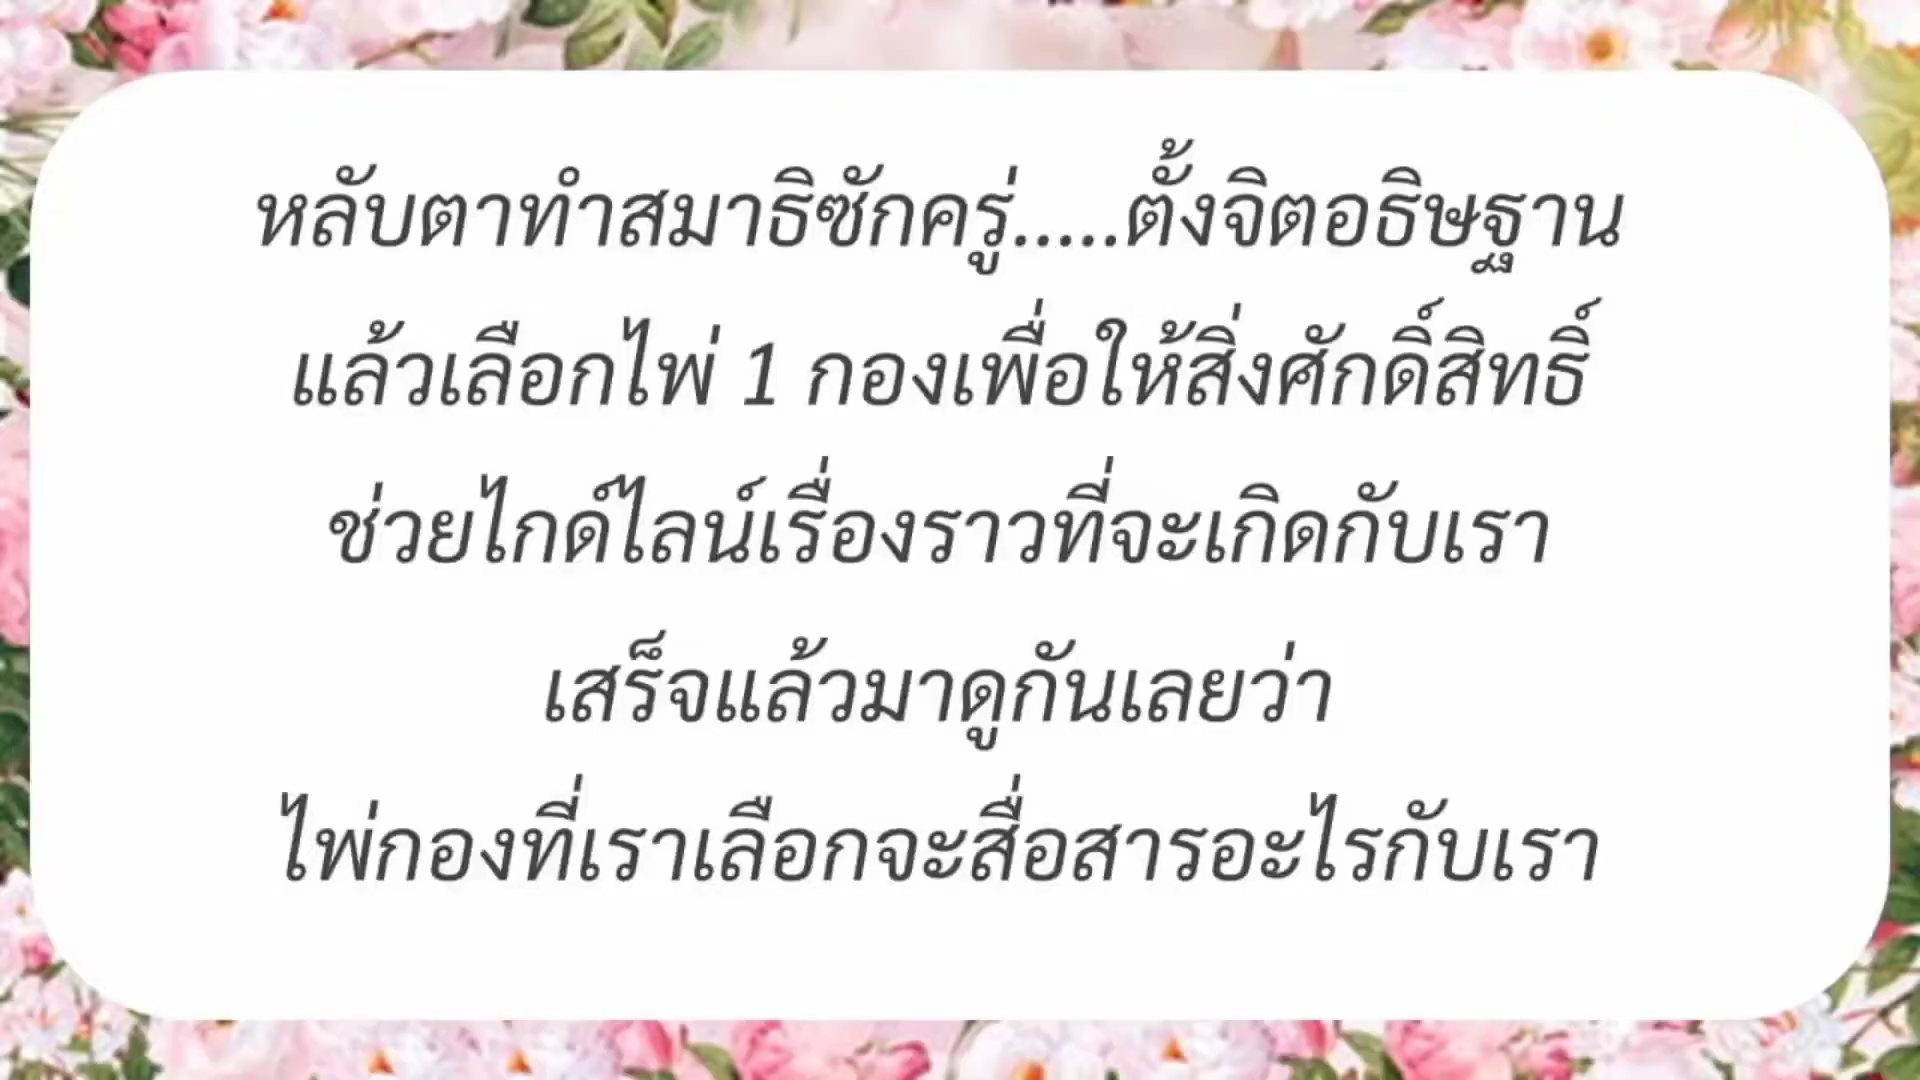 หลับตาทำสมาธิซักครู่.....ตั้งจิตอธิษฐาน
แล้วเลือกไพ่ 1 กองเพื่อให้สิ่งศักดิ์สิทธิ์
ช่วยไกด์ไลน์เรื่องราวที่จะเกิดกับเรา
เสร็จแล้วมาดูกันเลยว่า
ไพ่กองที่เราเลือกจะสื่อสารอะไรกับเรา